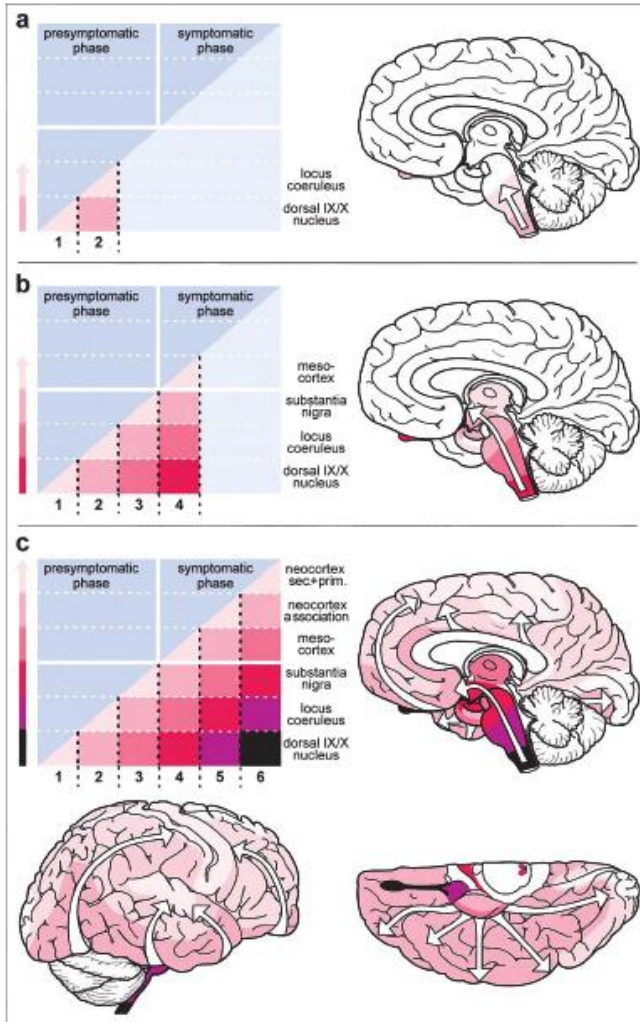 a
presymptomatic
phase
symptomatic
phase
locus
coeruleus
dorsal IX/X
nucleus
1 2
b
presymptomatic
phase
symptomatic
phase
meso-
cortex
substantia
nigra
locus
coeruleus
dorsal IX/X
nucleus
1 2 3 4
c
presymptomatic
phase
symptomatic
phase
neocortex
sec.+prim.
neocortex
association
meso-
cortex
substantia
nigra
locus
coeruleus
dorsal IX/X
nucleus
1 2 3 4 5 6